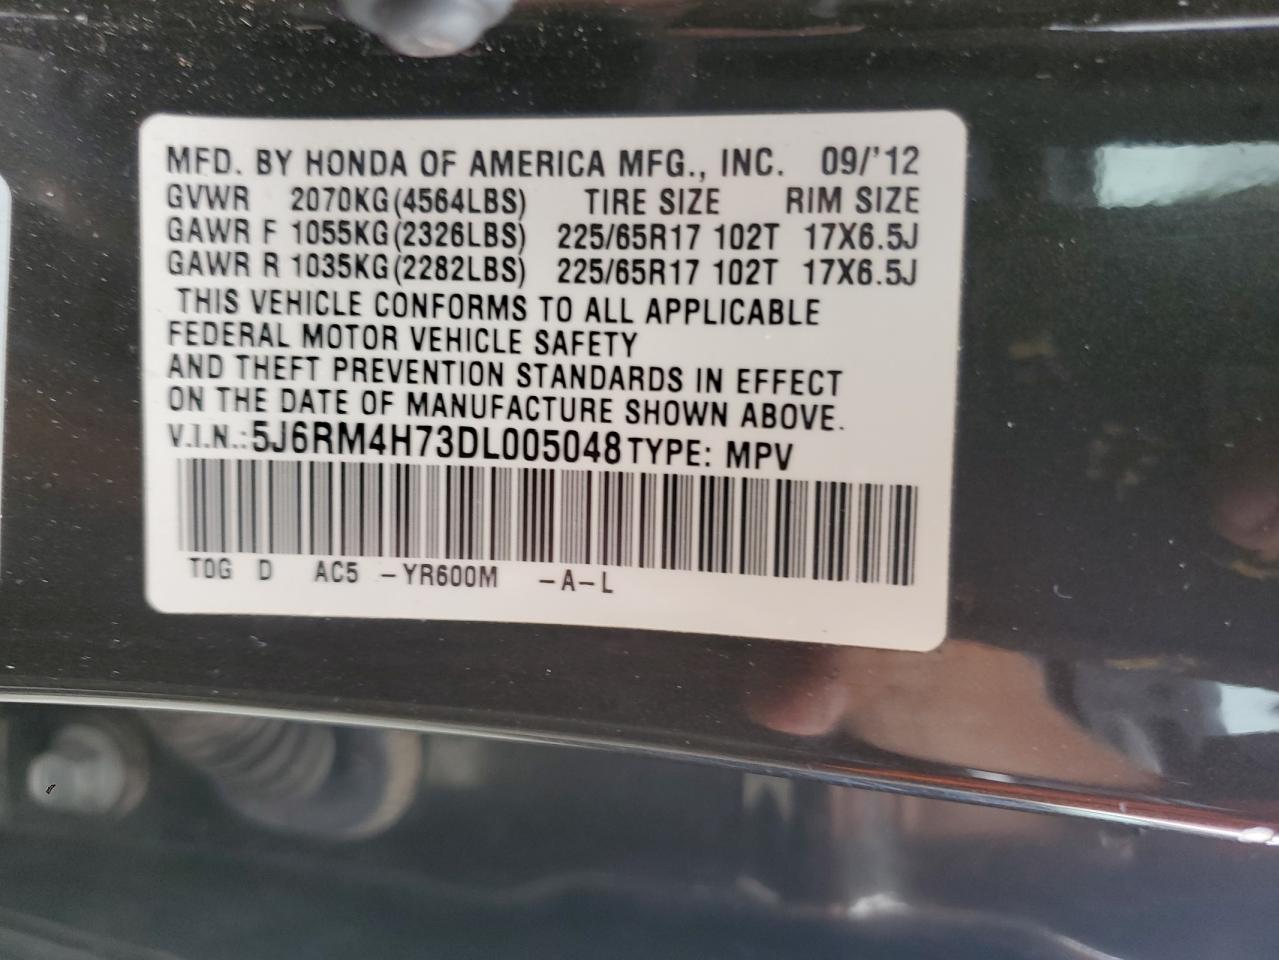 MFD. BY HONDA OF AMERICA MFG., INC. 09/'12
GVWR 2070KG(4564LBS) TIRE SIZE RIM SIZE
GAWR F 1055KG(2326LBS) 225/65R17 102T 17X6.5J
GAWR R 1035KG(2282LBS) 225/65R17 102T 17X6.5J
THIS VEHICLE CONFORMS TO ALL APPLICABLE
FEDERAL MOTOR VEHICLE SAFETY
AND THEFT PREVENTION STANDARDS IN EFFECT
ON THE DATE OF MANUFACTURE SHOWN ABOVE.
V.I.N.:5J6RM4H73DL005048 TYPE: MPV
T0G D AC5 -YR600M -A-L